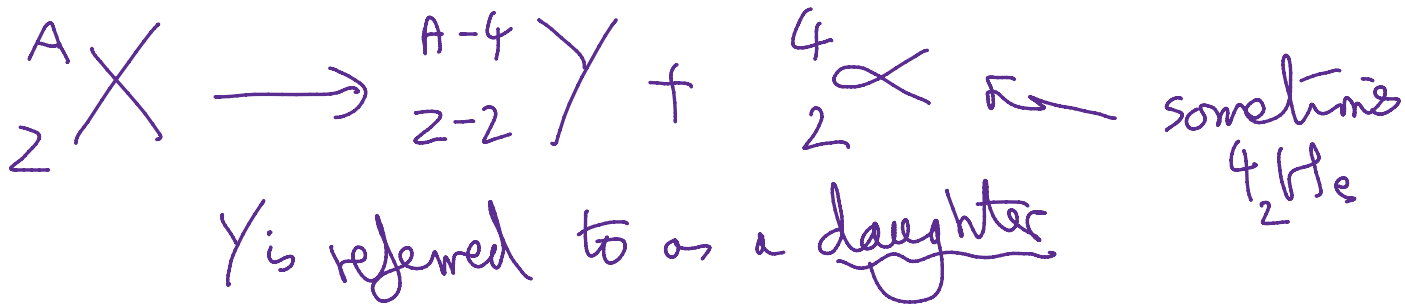 A/Z X → A-4/Z-2 Y + 4/2 α ← sometimes
4/2 He
Y is referred to as a daughter